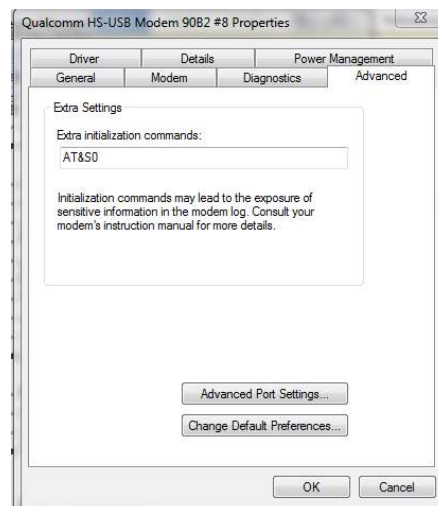 Qualcomm HS-USB Modem 90B2 #8 Properties
Driver Details Power Management
General Modem Diagnostics Advanced
Extra Settings
Extra initialization commands:
AT&S0
Initialization commands may lead to the exposure of
sensitive information in the modem log. Consult your
modem's instruction manual for more details.
Advanced Port Settings...
Change Default Preferences...
OK Cancel